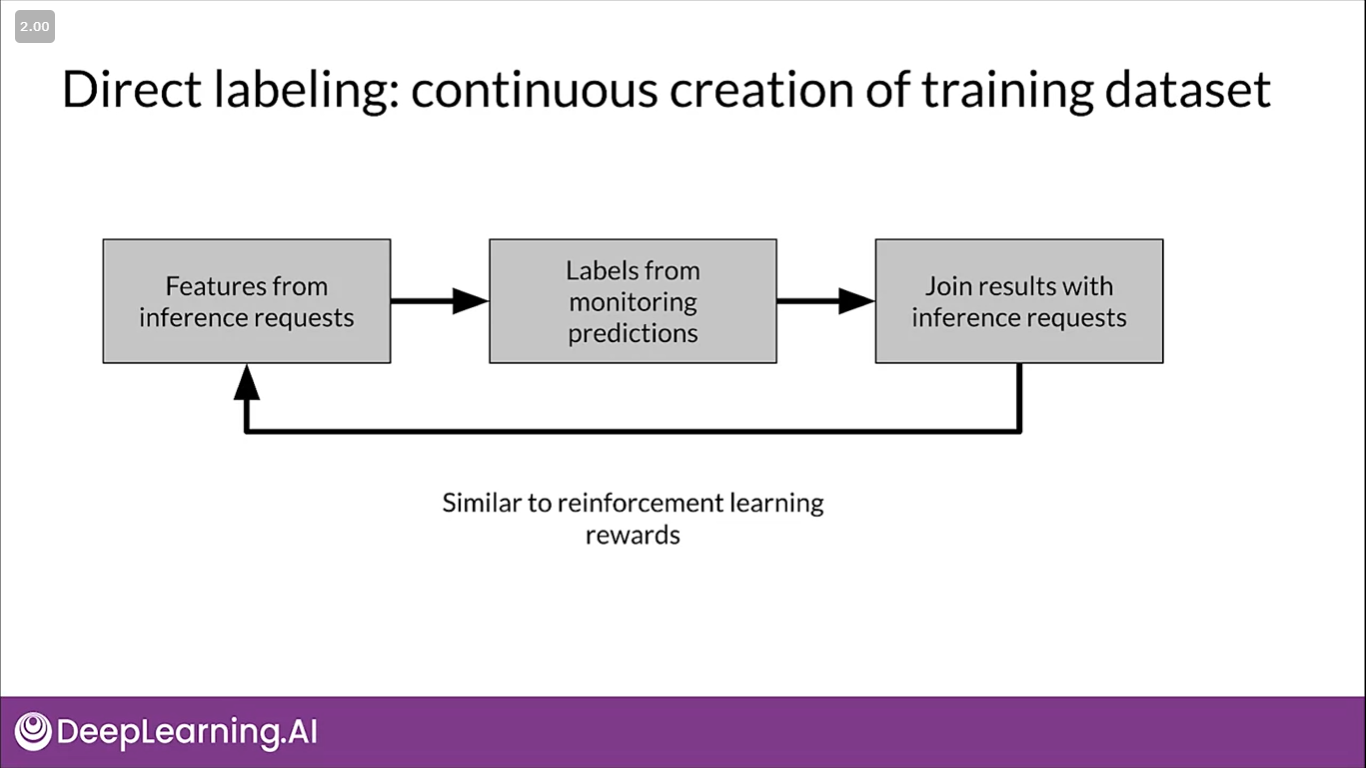 2.00
Direct labeling: continuous creation of training dataset
Features from
inference requests
Labels from
monitoring
predictions
Join results with
inference requests
Similar to reinforcement learning
rewards
DeepLearning.AI